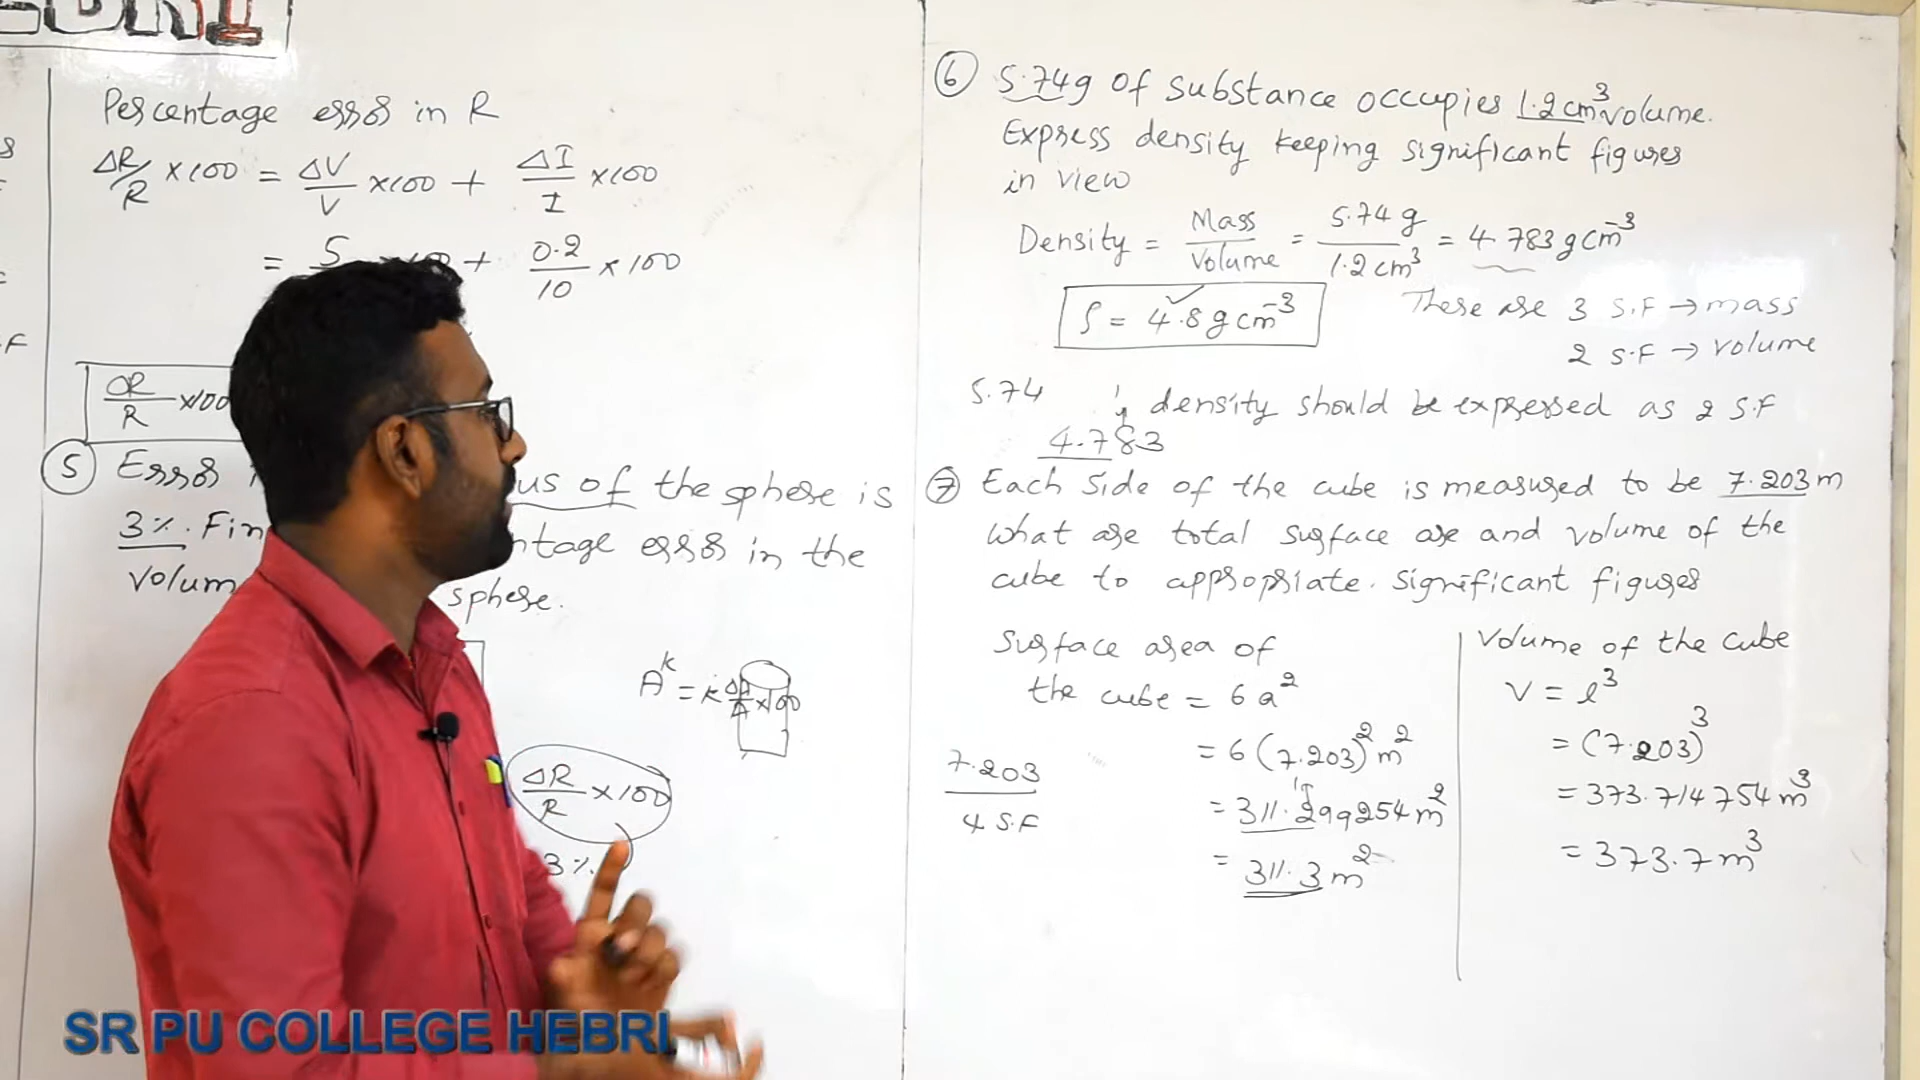 Percentage error in R
ΔR/R ×100 = ΔV/V ×100 + ΔI/I ×100
= 5 ×100 + 0.2/10 ×100
ΔR/R ×100
5 Error us of the sphere is
3%. Fin ntage error in the
Volum sphere.
A^k = k ΔA/A ×100
ΔR/R ×100
3%
6 5.74g of substance occupies 1.2cm³ volume.
Express density keeping significant figures
in view
Density = Mass/Volume = 5.74 g/1.2 cm³ = 4.783 g cm⁻³
ρ = 4.8 g cm⁻³
There are 3 S.F → mass
2 S.F → volume
5.74
density should be expressed as 2 S.F
4.783
7 Each side of the cube is measured to be 7.203 m
What are total surface are and volume of the
cube to appropriate. significant figures
Surface area of
the cube = 6a²
= 6(7.203)² m²
= 311.299254 m²
= 311.3 m²
7.203
4 S.F
Volume of the cube
V = l³
= (7.203)³
= 373.714754 m³
= 373.7 m³
SR PU COLLEGE HEBRI